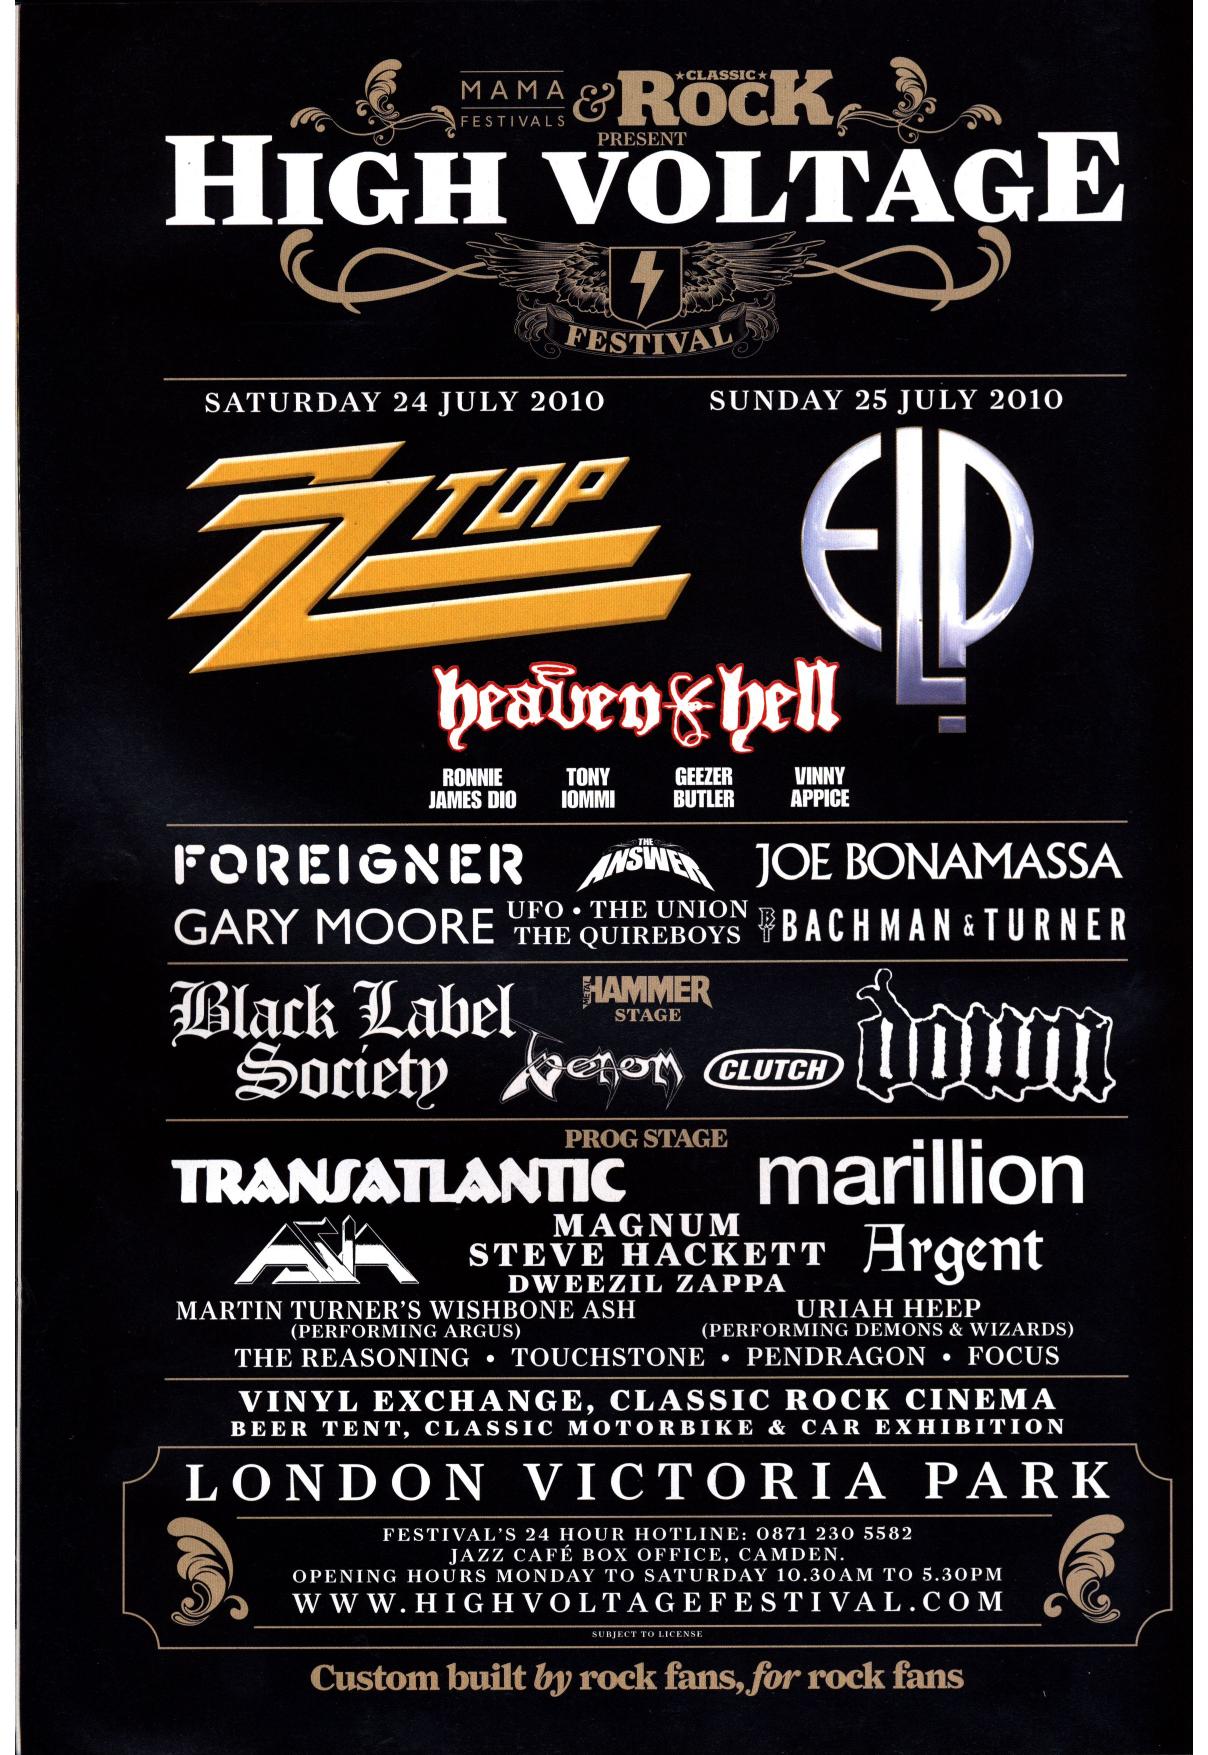 MAMA
FESTIVALS
&
CLASSIC
ROCK
PRESENT
HIGH VOLTAGE
FESTIVAL
SATURDAY 24 JULY 2010
SUNDAY 25 JULY 2010
ZZ TOP
ELP
heaven & hell
RONNIE JAMES DIO
TONY IOMMI
GEEZER BUTLER
VINNY APPICE
FOREIGNER
THE ANSWER
JOE BONAMASSA
GARY MOORE
UFO • THE UNION
THE QUIREBOYS
BT BACHMAN & TURNER
METAL HAMMER
STAGE
Black Label
Society
Venom
CLUTCH
down
PROG STAGE
TRANSATLANTIC
marillion
ASIA
MAGNUM
STEVE HACKETT
DWEEZIL ZAPPA
Argent
MARTIN TURNER'S WISHBONE ASH
(PERFORMING ARGUS)
URIAH HEEP
(PERFORMING DEMONS & WIZARDS)
THE REASONING • TOUCHSTONE • PENDRAGON • FOCUS
VINYL EXCHANGE, CLASSIC ROCK CINEMA
BEER TENT, CLASSIC MOTORBIKE & CAR EXHIBITION
LONDON VICTORIA PARK
FESTIVAL'S 24 HOUR HOTLINE: 0871 230 5582
JAZZ CAFÉ BOX OFFICE, CAMDEN.
OPENING HOURS MONDAY TO SATURDAY 10.30AM TO 5.30PM
WWW.HIGHVOLTAGEFESTIVAL.COM
SUBJECT TO LICENSE
Custom built by rock fans, for rock fans